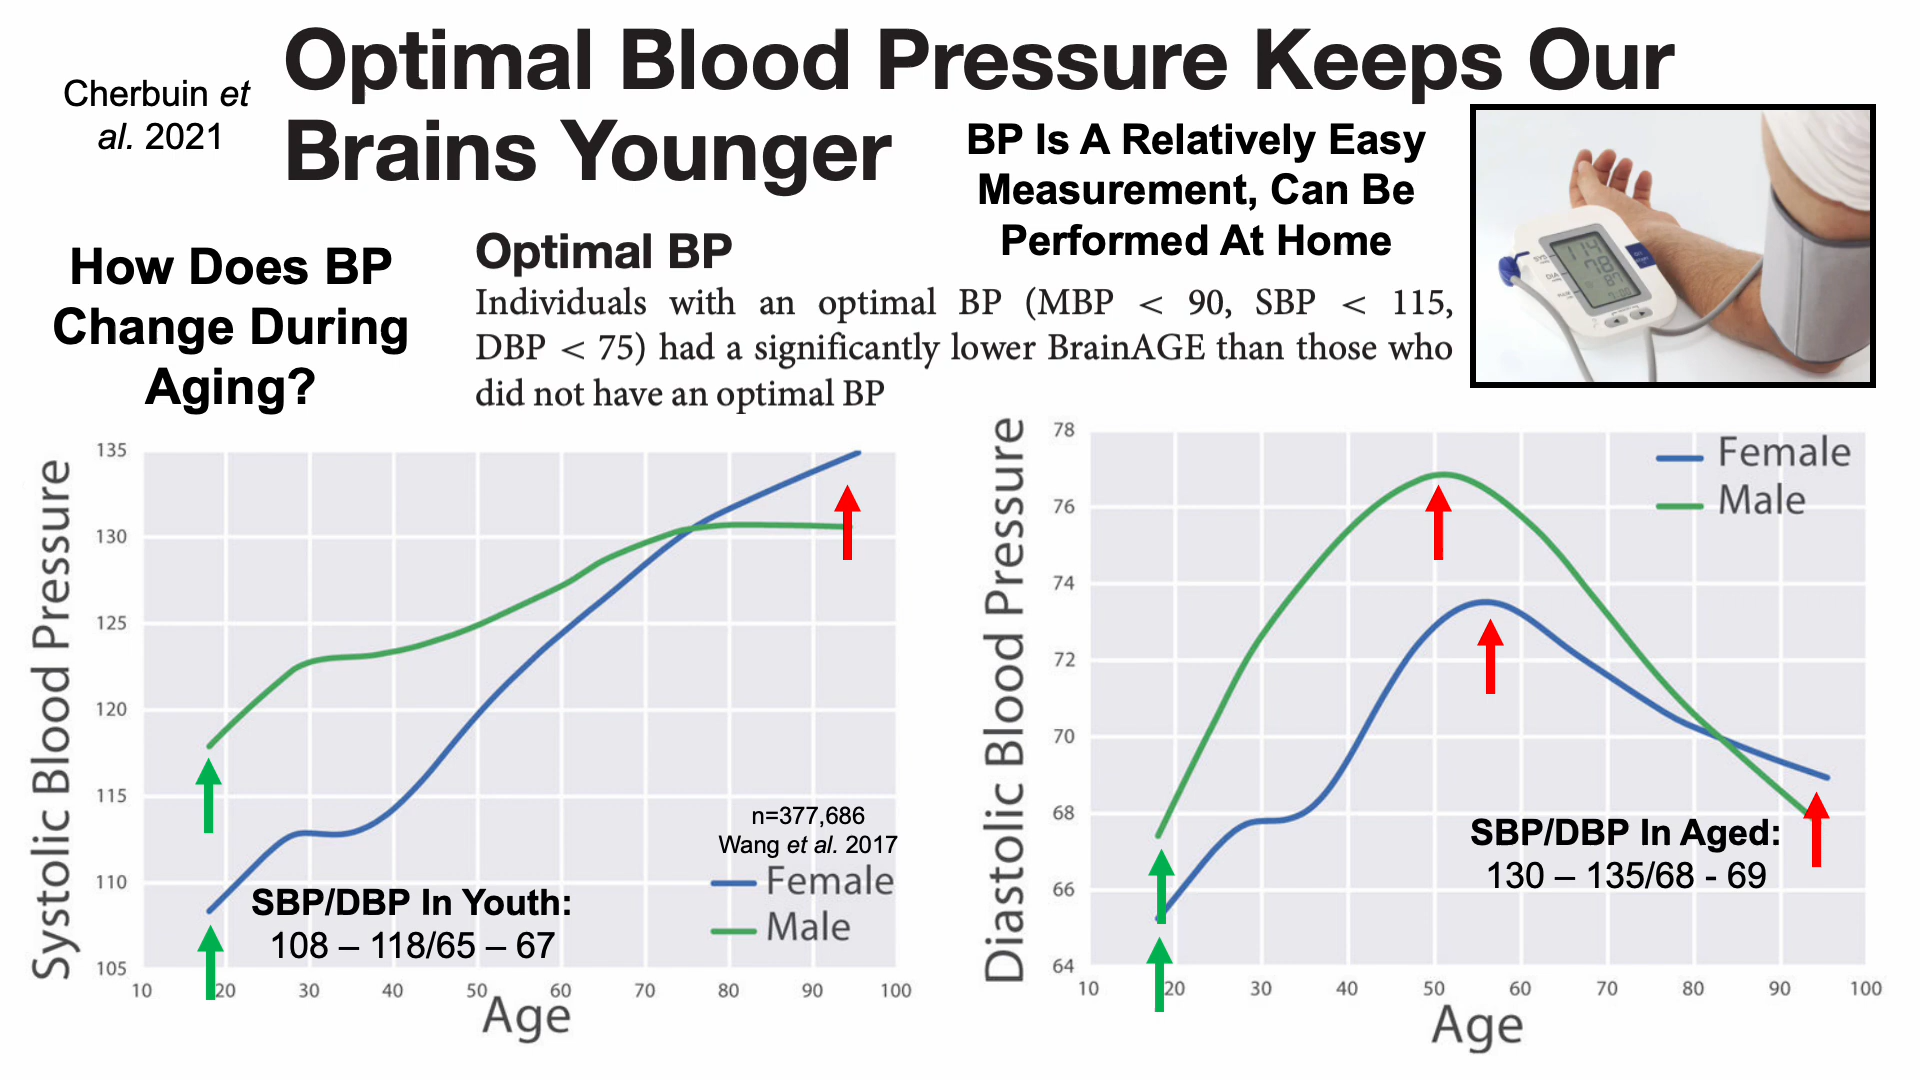 Optimal Blood Pressure Keeps Our
Brains Younger
Cherbuin et
al. 2021
BP Is A Relatively Easy
Measurement, Can Be
Performed At Home
How Does BP
Change During
Aging?
Optimal BP
Individuals with an optimal BP (MBP < 90, SBP < 115,
DBP < 75) had a significantly lower BrainAGE than those who
did not have an optimal BP
SYS
114
DIA
78
87
Systolic Blood Pressure
135
130
125
120
115
110
105
10 20 30 40 50 60 70 80 90 100
Age
n=377,686
Wang et al. 2017
Female
Male
SBP/DBP In Youth:
108 – 118/65 – 67
Diastolic Blood Pressure
78
76
74
72
70
68
66
64
10 20 30 40 50 60 70 80 90 100
Age
Female
Male
SBP/DBP In Aged:
130 – 135/68 - 69